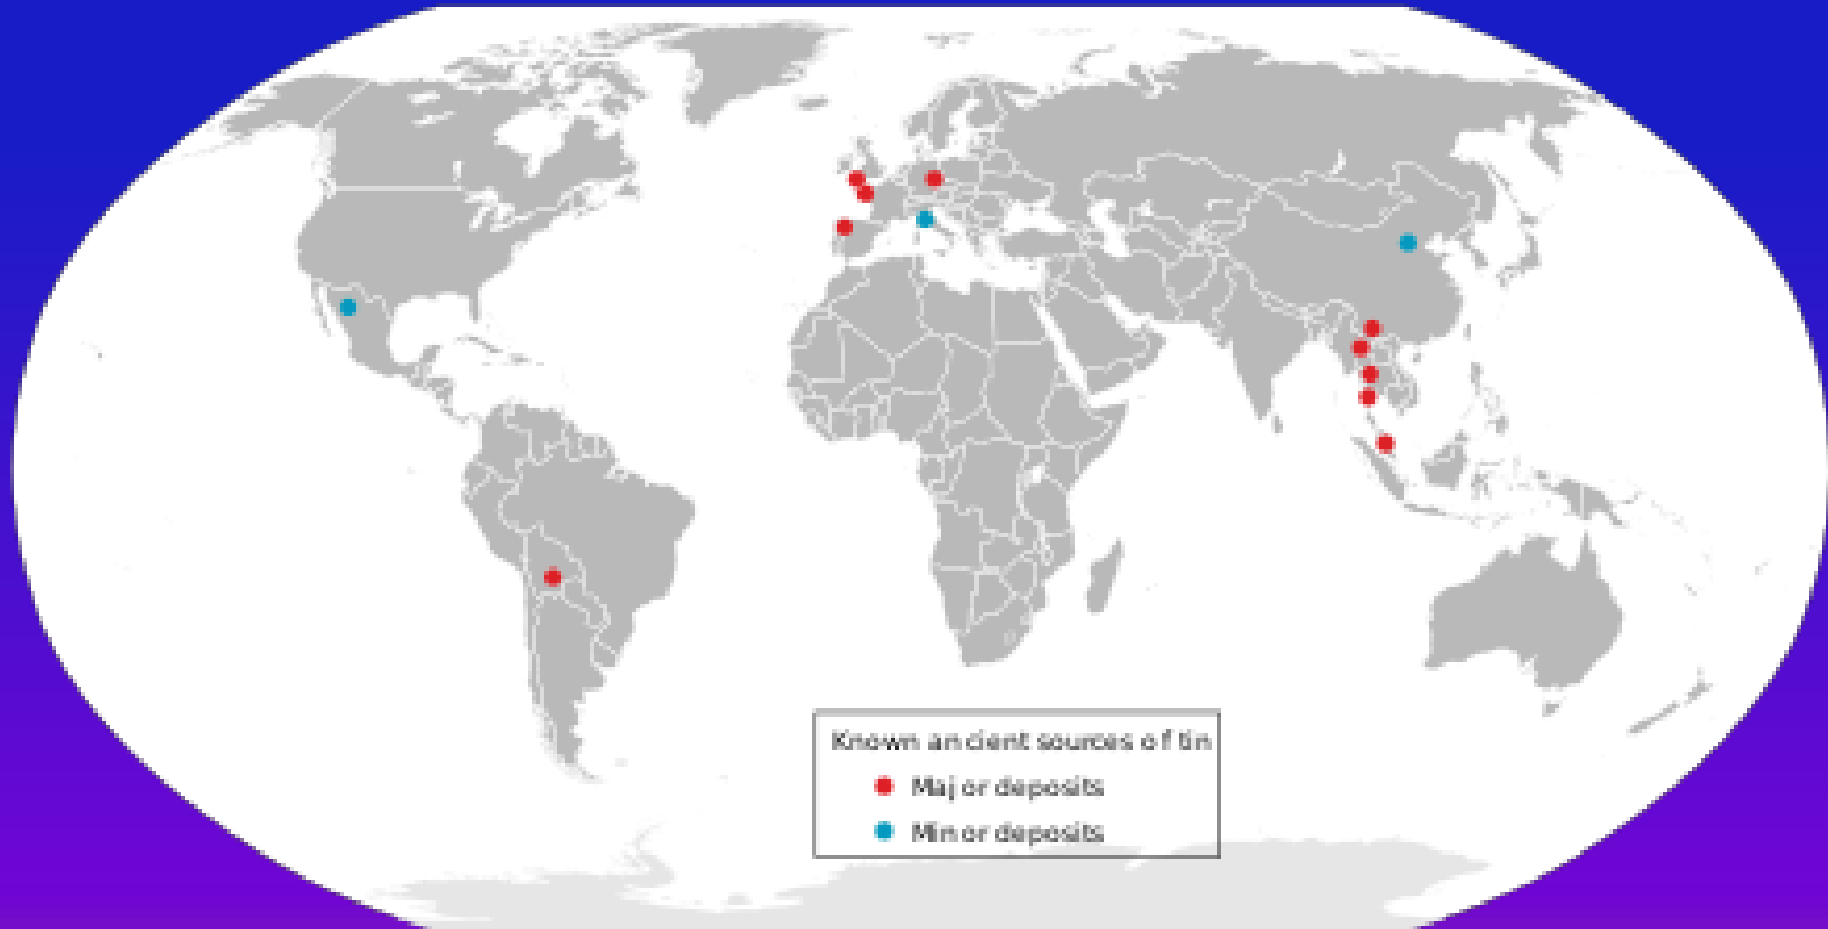 Known ancient sources of tin
Major deposits
Minor deposits